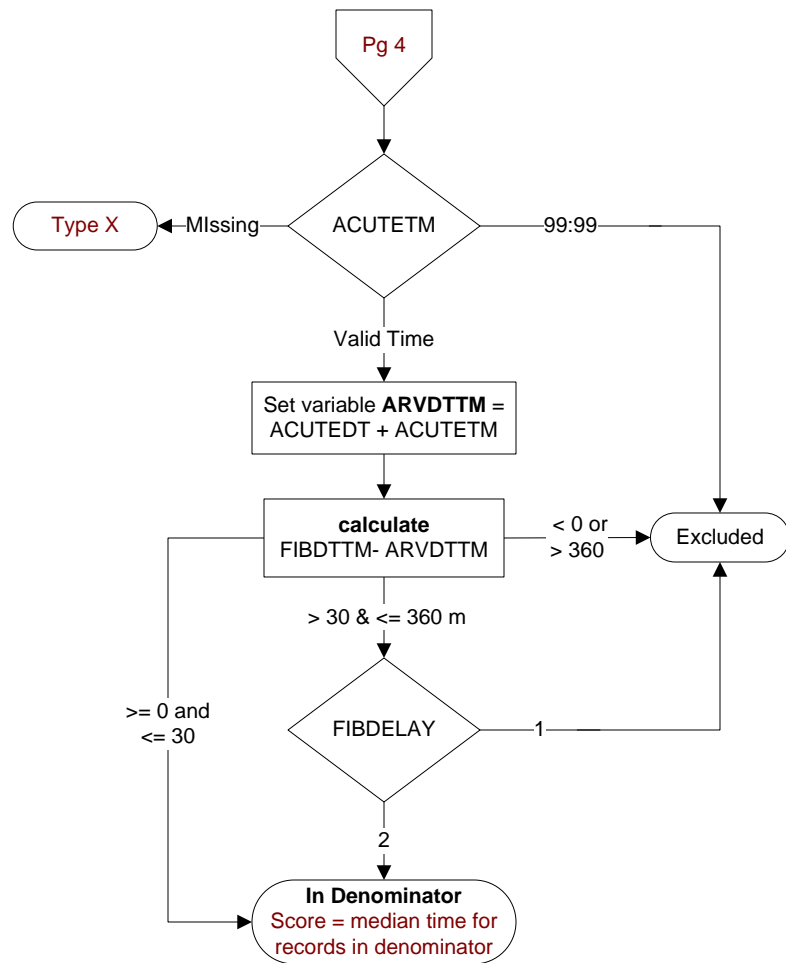 Pg 4
ACUTETM
Type X
MIssing
99:99
Valid Time
Set variable ARVDTTM =
ACUTEDT + ACUTETM
calculate
FIBDTTM- ARVDTTM
< 0 or
> 360
Excluded
> 30 & <= 360 m
>= 0 and
<= 30
FIBDELAY
1
2
In Denominator
Score = median time for
records in denominator